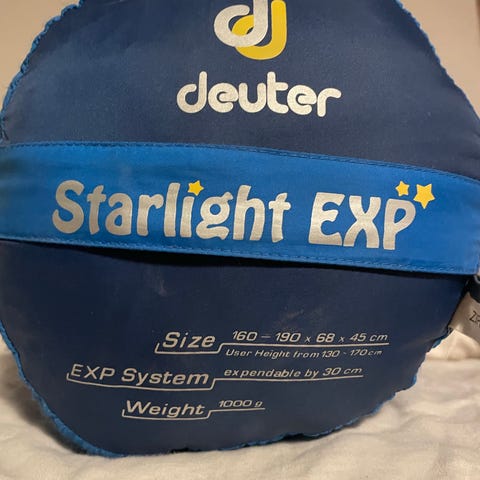 deuter
Starlight EXP
Size 160 - 190 x 68 x 45 cm
User Height from 130 - 170 cm
EXP System expendable by 30 cm
Weight 1000 g